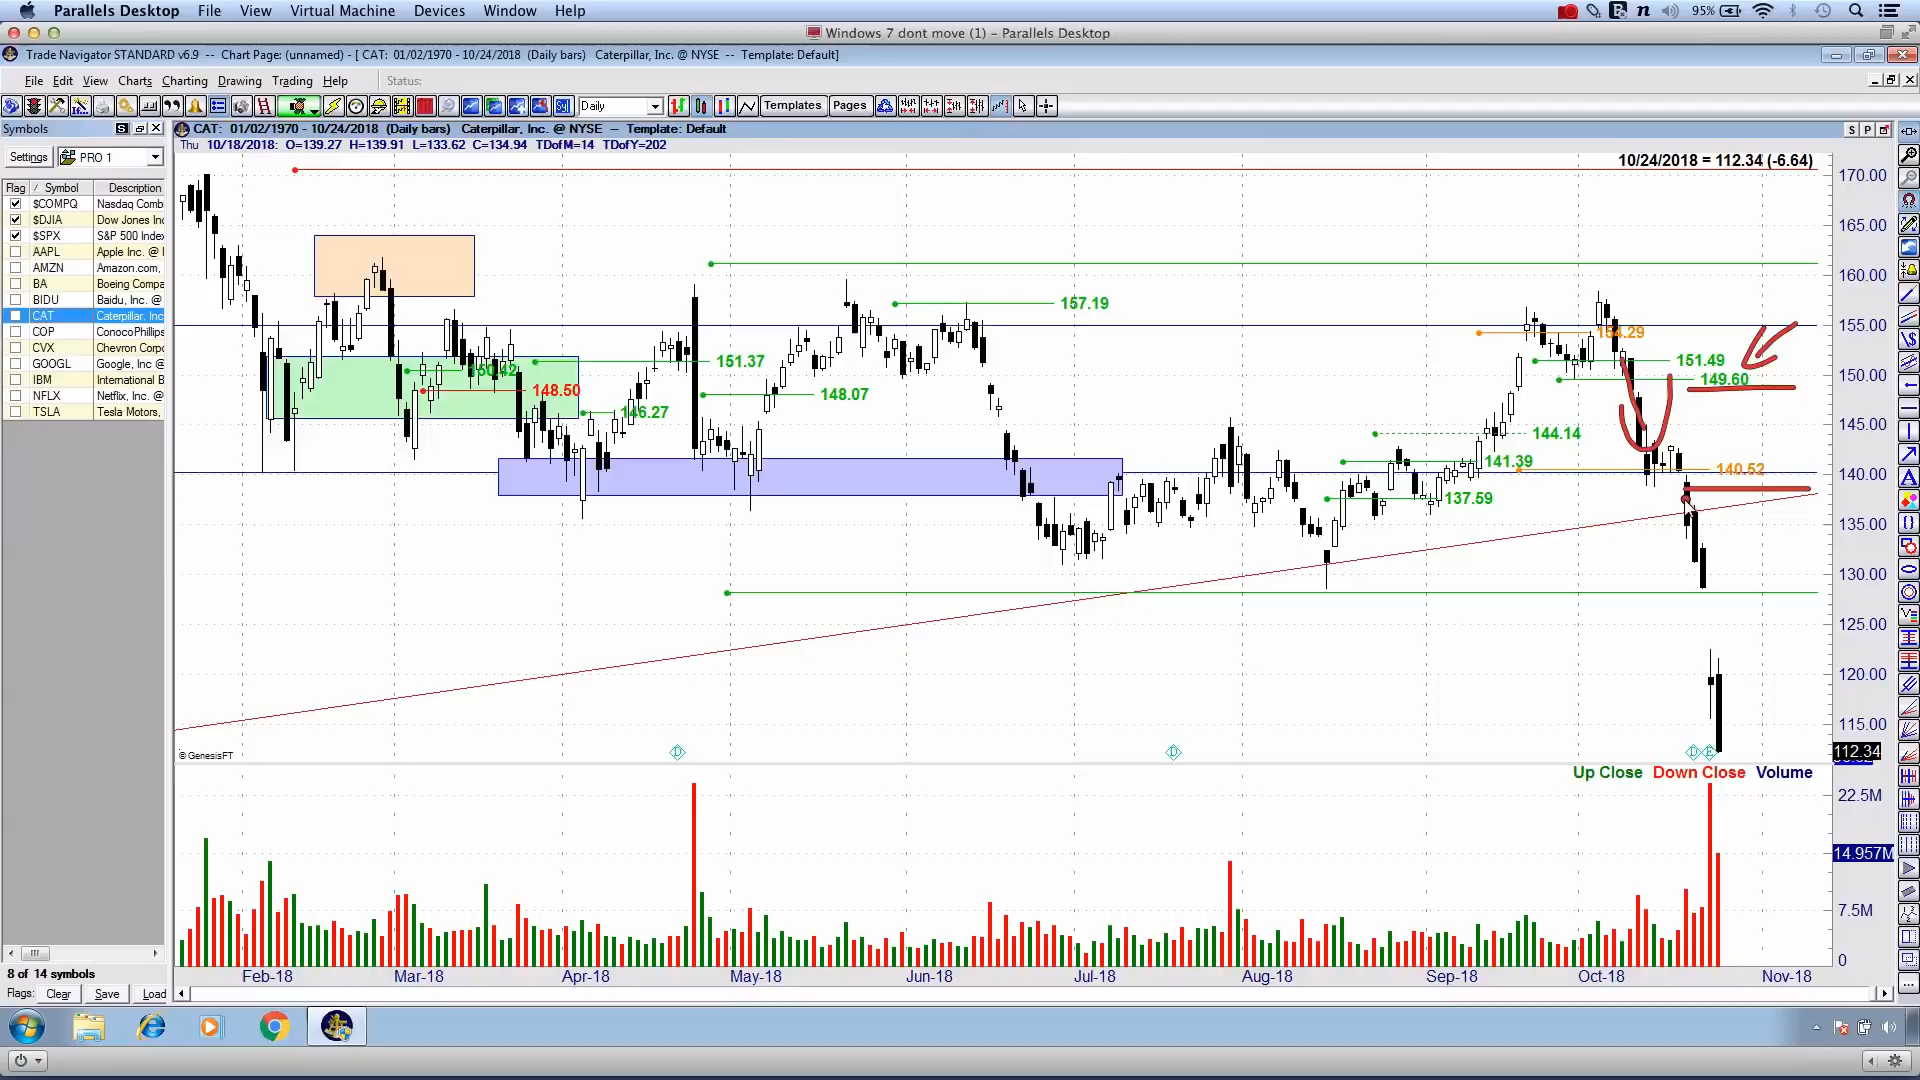 Parallels Desktop File View Virtual Machine Devices Window Help
95%
Windows 7 dont move (1) - Parallels Desktop
Trade Navigator STANDARD v6.9 -- Chart Page: (unnamed) - [ CAT: 01/02/1970 - 10/24/2018 (Daily bars) Caterpillar, Inc. @ NYSE -- Template: Default]
File Edit View Charts Charting Drawing Trading Help Status:
Daily Templates Pages
Symbols
CAT: 01/02/1970 - 10/24/2018 (Daily bars) Caterpillar, Inc. @ NYSE -- Template: Default
S P
Thu 10/18/2018: O=139.27 H=139.91 L=133.62 C=134.94 TDofM=14 TDofY=202
Settings PRO 1
10/24/2018 = 112.34 (-6.64)
Flag Symbol Description
$COMPQ Nasdaq Comb
$DJIA Dow Jones Inc
$SPX S&P 500 Index
AAPL Apple Inc. @
AMZN Amazon.com,
BA Boeing Compa
BIDU Baidu, Inc. @
CAT Caterpillar, Inc
COP ConocoPhillips
CVX Chevron Corp
GOOGL Google, Inc @
IBM International B
NFLX Netflix, Inc. @
TSLA Tesla Motors,
170.00
165.00
160.00
155.00
150.00
145.00
140.00
135.00
130.00
125.00
120.00
115.00
112.34
157.19
154.29
151.37
151.49
150.42
149.60
148.50
148.07
146.27
144.14
141.39
140.52
137.59
D D D E
© GenesisFT
Up Close Down Close Volume
22.5M
14.957M
7.5M
0
Feb-18 Mar-18 Apr-18 May-18 Jun-18 Jul-18 Aug-18 Sep-18 Oct-18 Nov-18
8 of 14 symbols
Flags: Clear Save Load